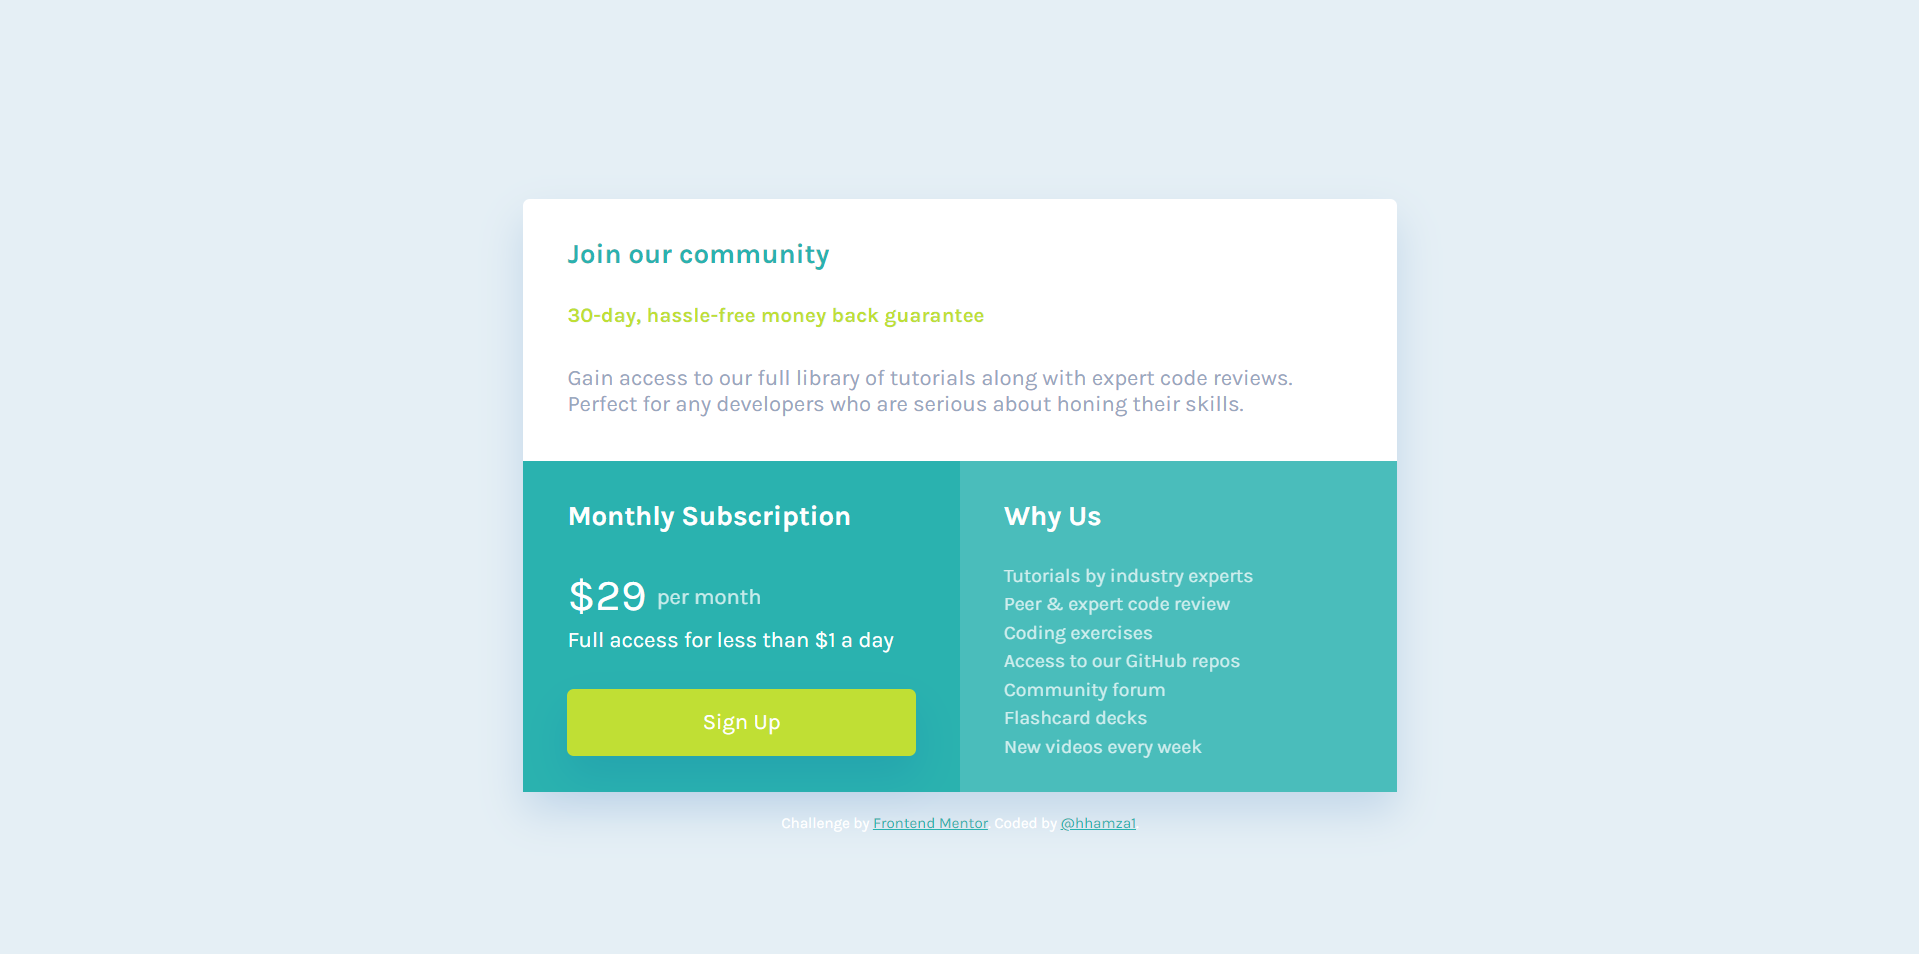 Join our community
30-day, hassle-free money back guarantee
Gain access to our full library of tutorials along with expert code reviews.
Perfect for any developers who are serious about honing their skills.
Monthly Subscription
$29 per month
Full access for less than $1 a day
Sign Up
Why Us
Tutorials by industry experts
Peer & expert code review
Coding exercises
Access to our GitHub repos
Community forum
Flashcard decks
New videos every week
Challenge by Frontend Mentor. Coded by @hhamza1.